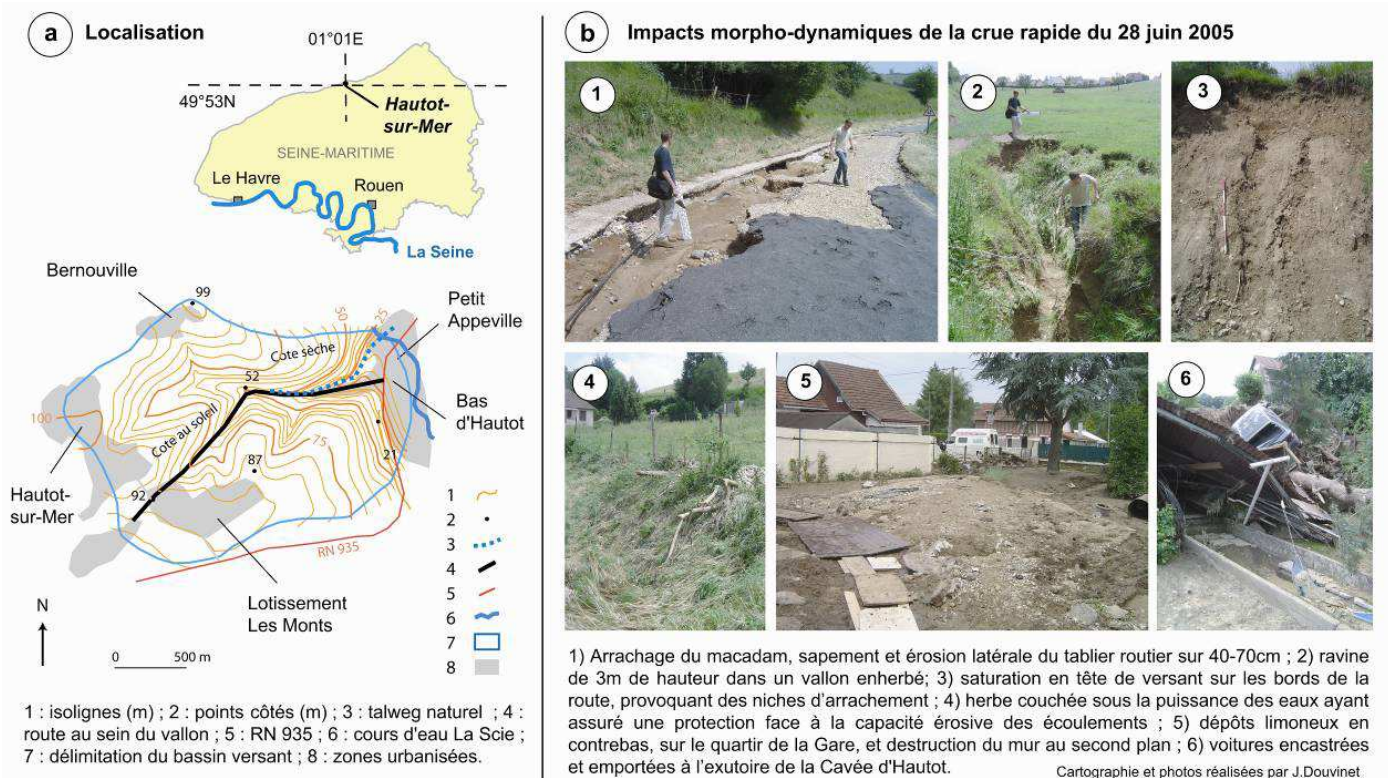 a Localisation
01°01E
49°53N
Hautot-
sur-Mer
SEINE-MARITIME
Le Havre
Rouen
La Seine
Bernouville
99
50
25
Petit
Appeville
Cote sèche
52
100
Cote au soleil
Bas
d'Hautot
75
87
21
92
Hautot-
sur-Mer
RN 935
Lotissement
Les Monts
N
0 500 m
1
2
3
4
5
6
7
8
1 : isolignes (m) ; 2 : points côtés (m) ; 3 : talweg naturel ; 4 :
route au sein du vallon ; 5 : RN 935 ; 6 : cours d'eau La Scie ;
7 : délimitation du bassin versant ; 8 : zones urbanisées.
b Impacts morpho-dynamiques de la crue rapide du 28 juin 2005
1
2
3
4
5
6
1) Arrachage du macadam, sapement et érosion latérale du tablier routier sur 40-70cm ; 2) ravine
de 3m de hauteur dans un vallon enherbé; 3) saturation en tête de versant sur les bords de la
route, provoquant des niches d'arrachement ; 4) herbe couchée sous la puissance des eaux ayant
assuré une protection face à la capacité érosive des écoulements ; 5) dépôts limoneux en
contrebas, sur le quartir de la Gare, et destruction du mur au second plan ; 6) voitures encastrées
et emportées à l'exutoire de la Cavée d'Hautot.
Cartographie et photos réalisées par J.Douvinet